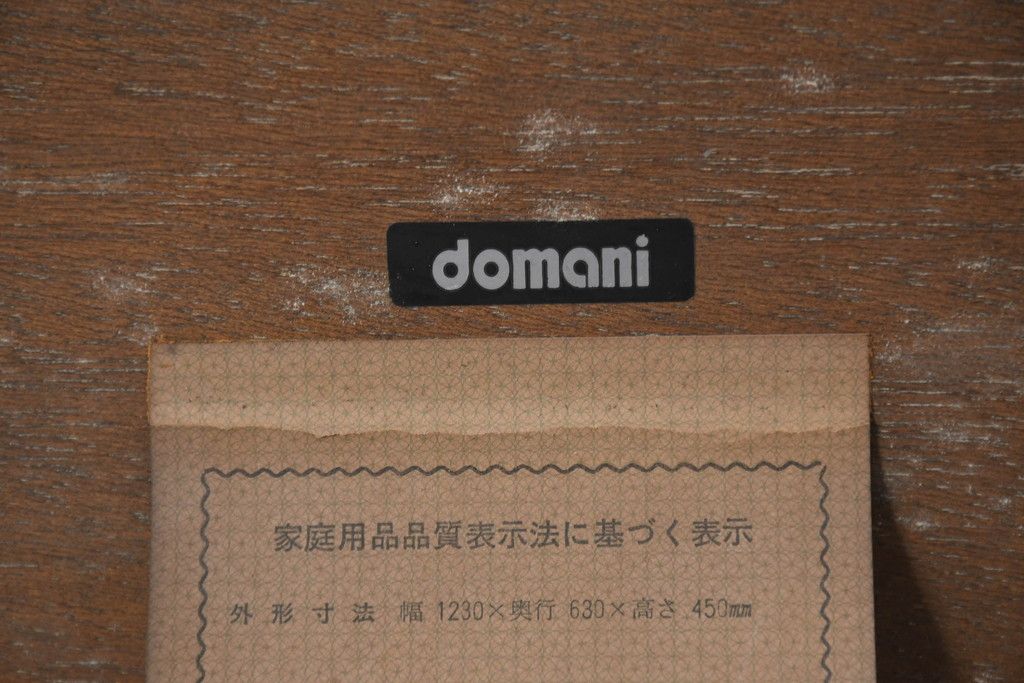 domani
家庭用品品質表示法に基づく表示
外形寸法 幅 1230×奥行 630×高さ 450mm